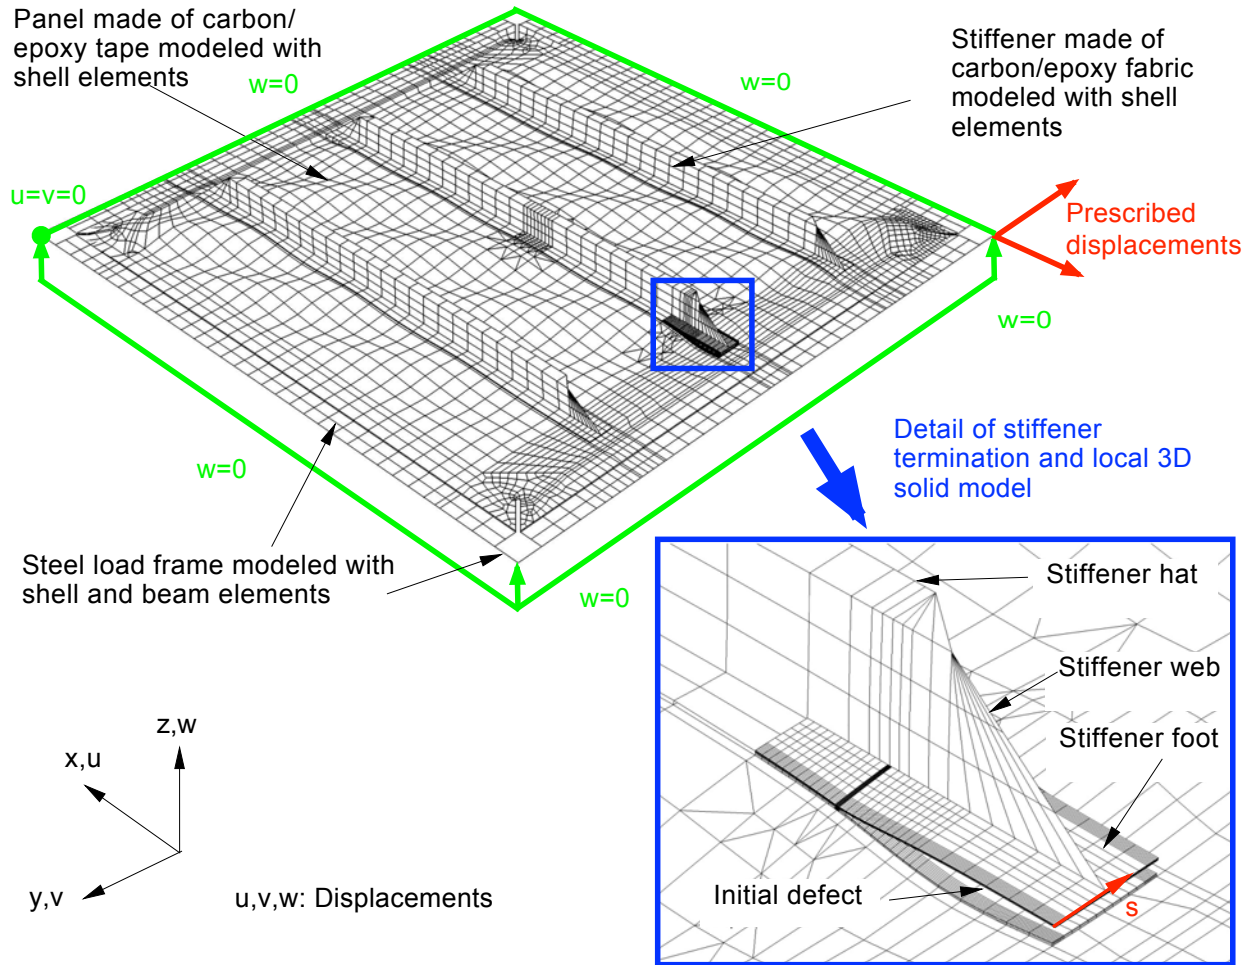 Panel made of carbon/
epoxy tape modeled with
shell elements
w=0
w=0
Stiffener made of
carbon/epoxy fabric
modeled with shell
elements
u=v=0
Prescribed
displacements
w=0
w=0
Detail of stiffener
termination and local 3D
solid model
Steel load frame modeled with
shell and beam elements
w=0
Stiffener hat
Stiffener web
Stiffener foot
Initial defect
s
z,w
x,u
y,v
u,v,w: Displacements